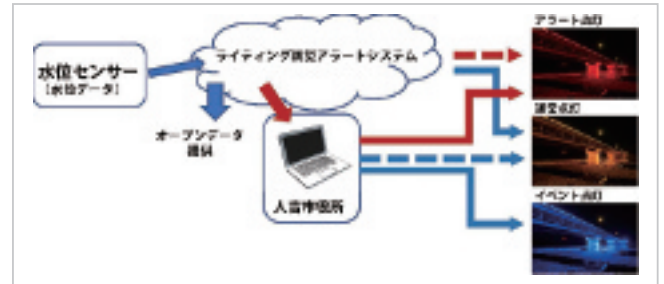 アラート点灯
ライティング防災アラートシステム
水位センサー
(水位データ)
オープンデータ
提供
通常点灯
人吉市役所
イベント点灯